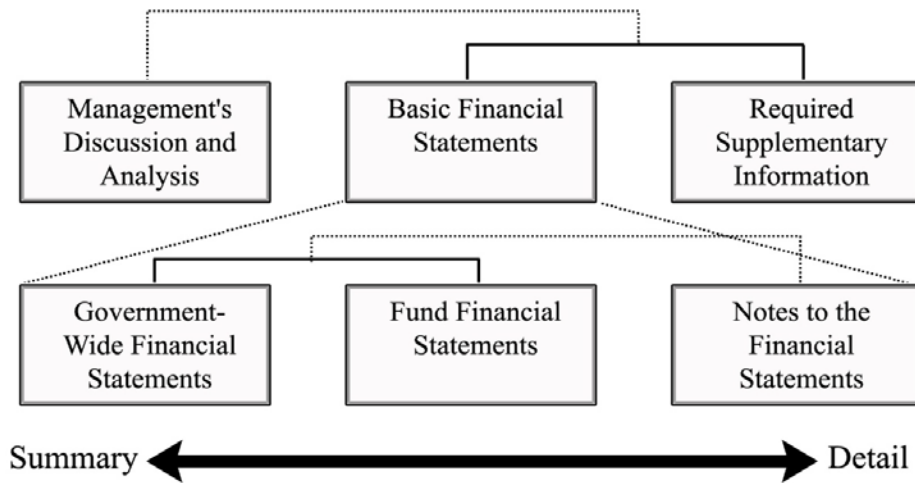 Management's
Discussion and
Analysis
Basic Financial
Statements
Required
Supplementary
Information
Government-
Wide Financial
Statements
Fund Financial
Statements
Notes to the
Financial
Statements
Summary
Detail